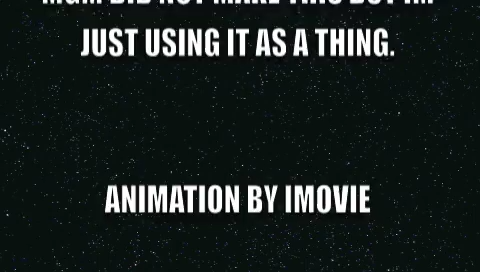 MGM DID NOT MAKE THIS BUT IM
JUST USING IT AS A THING.
ANIMATION BY IMOVIE